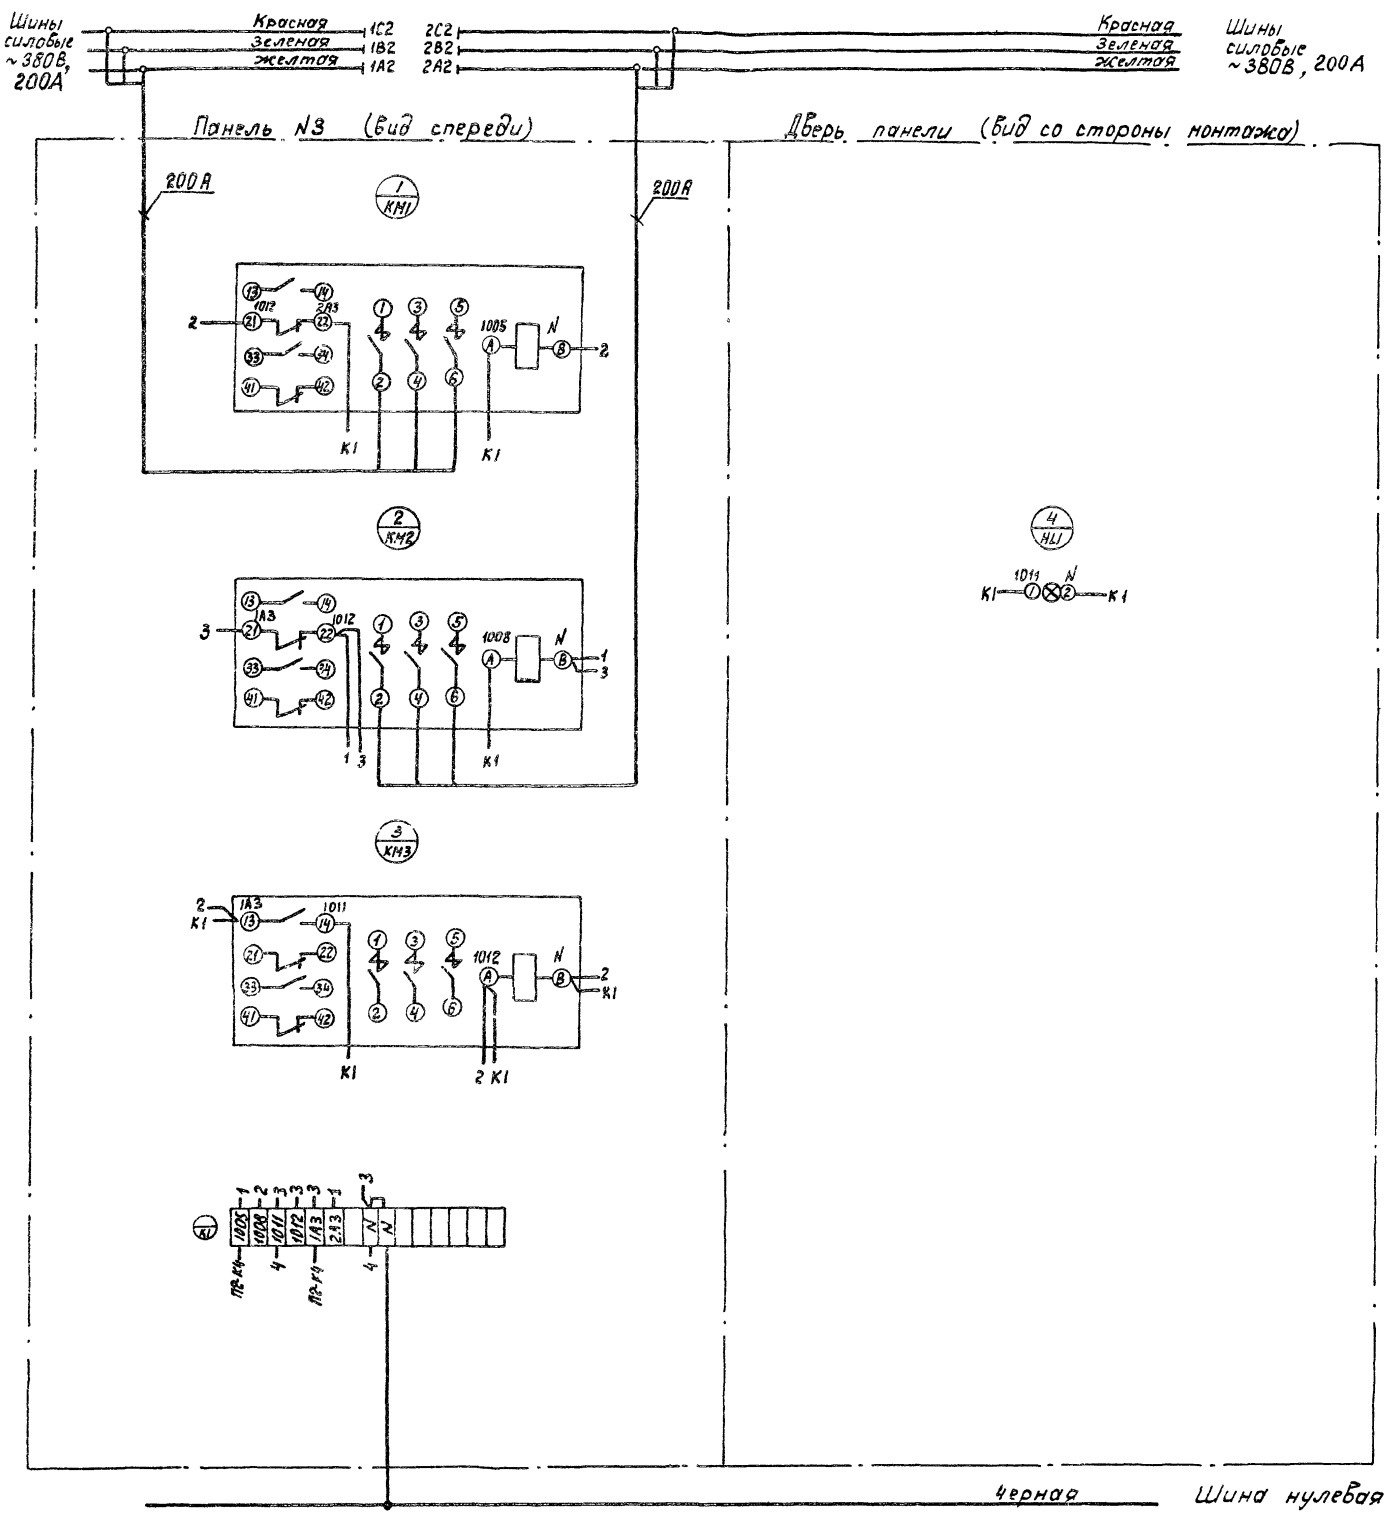 Шины
силовые
~380В,
200А
Красная
Зеленая
Желтая
1С2
1В2
1А2
2С2
2В2
2А2
Красная
Зеленая
Желтая
Шины
силовые
~380В, 200А
Панель N3 (вид спереди)
Дверь панели (вид со стороны монтажа)
200А
200А
1
КМ1
13 14
1012 2А3
2 21 22
33 34
41 42
1 3 5
2 4 6
1005 N
А В 2
К1 К1
2
КМ2
13 14
1А3 1012
3 21 22
33 24
41 42
1 3 5
2 4 6
1008 N
А В 1
3
1 3 К1
4
HL1
1011 N
К1 1 2 К1
3
КМ3
2 1А3 1011
К1 13 14
21 22
33 34
41 42
1 3 5
2 4 6
1012 N
А В 2
К1
К1 2 К1
1 2 3 3 3 1 3
К1 1005 1008 1011 1012 1А3 2А3 N N
П2-К4 4 П2-К4 4
Черная
Шина нулевая